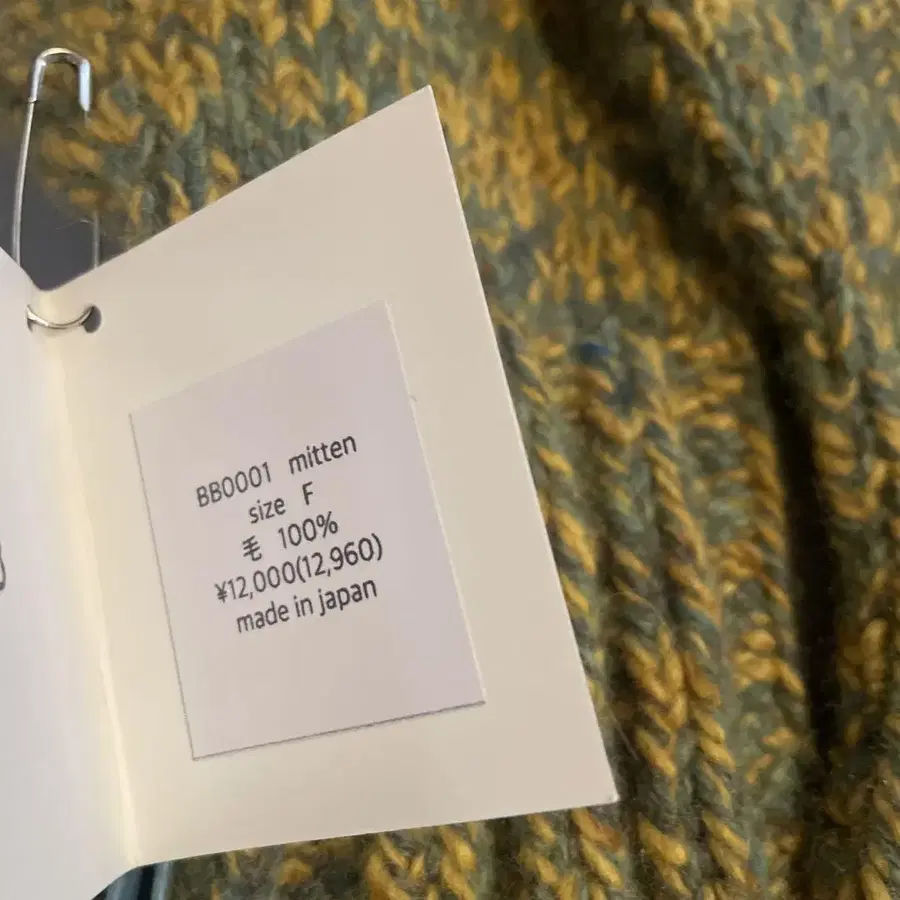 BB0001 mitten
size F
毛 100%
¥12,000(12,960)
made in japan